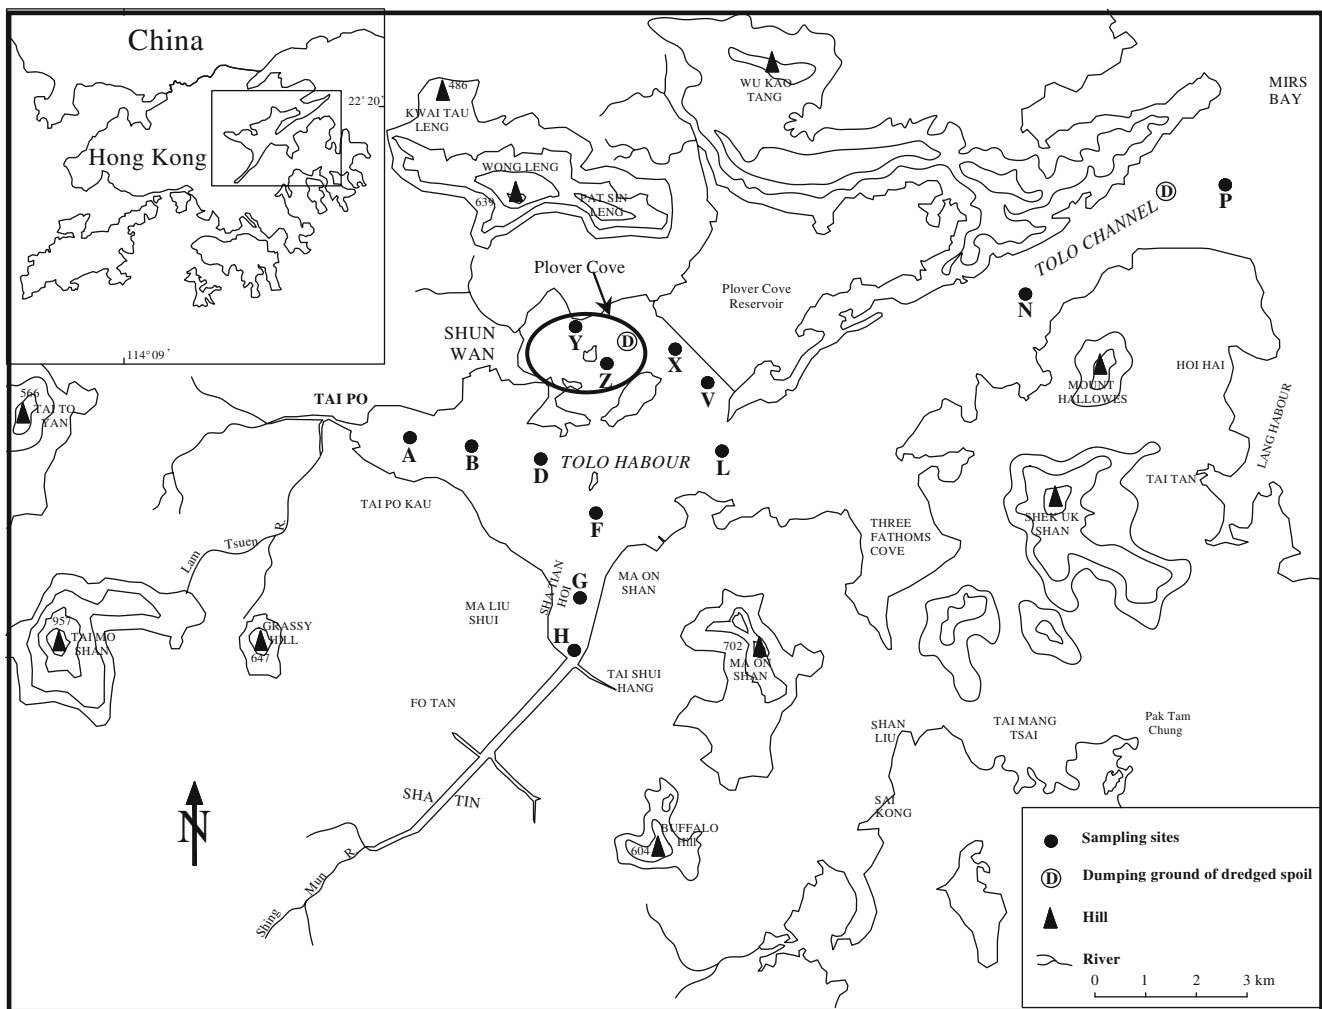 China
22°20'
Hong Kong
114°09'
486
KWAI TAU
LENG
WU KAO
TANG
MIRS
BAY
WONG LENG
639
PAT SIN
LENG
D
P
TOLO CHANNEL
Plover Cove
Plover Cove
Reservoir
N
SHUN
WAN
Y
D
Z
X
V
MOUNT
HALLOWES
HOI HAI
LANG HABOUR
566
TAI TO
YAN
TAI PO
A
B
D
TOLO HABOUR
L
F
TAI PO KAU
TAI TAN
SHEK UK
SHAN
THREE
FATHOMS
COVE
Lam Tsuen R.
SHA TIAN
HOI
G
MA ON
SHAN
MA LIU
SHUI
H
957
TAI MO
SHAN
GRASSY
HILL
647
702
MA ON
SHAN
TAI SHUI
HANG
FO TAN
SHAN
LIU
TAI MANG
TSAI
Pak Tam
Chung
N
SHA TIN
SAI
KONG
BUFFALO
Hill
604
Shing Mun R.
Sampling sites
D Dumping ground of dredged spoil
Hill
River
0 1 2 3 km